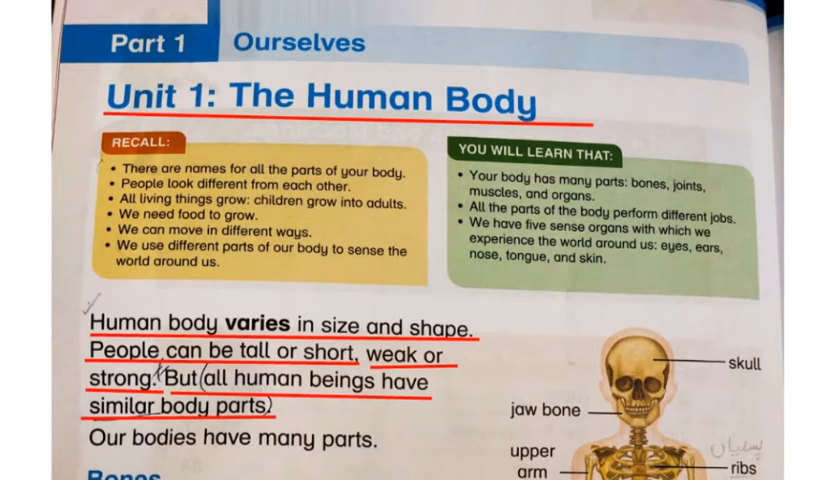 Part 1 Ourselves
Unit 1: The Human Body
RECALL:
• There are names for all the parts of your body.
• People look different from each other.
• All living things grow: children grow into adults.
• We need food to grow.
• We can move in different ways.
• We use different parts of our body to sense the
world around us.
YOU WILL LEARN THAT:
• Your body has many parts: bones, joints,
muscles, and organs.
• All the parts of the body perform different jobs.
• We have five sense organs with which we
experience the world around us: eyes, ears,
nose, tongue, and skin.
Human body varies in size and shape.
People can be tall or short, weak or
strong. But (all human beings have
similar body parts)
Our bodies have many parts.
Bones
skull
jaw bone
upper
arm
پسلیاں
ribs